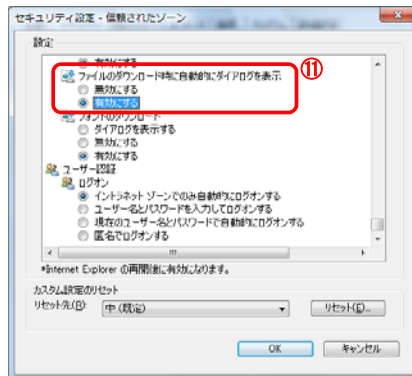 セキュリティ設定 - 信頼されたゾーン
設定
有効にする
⑪
ファイルのダウンロード時に自動的にダイアログを表示
無効にする
有効にする
フォントのダウンロード
ダイアログを表示する
無効にする
有効にする
ユーザー認証
ログオン
イントラネット ゾーンでのみ自動的にログオンする
ユーザー名とパスワードを入力してログオンする
現在のユーザー名とパスワードで自動的にログオンする
匿名でログオンする
*Internet Explorer の再開後に有効になります。
カスタム設定のリセット
リセット先(R):
中 (既定)
リセット(E)...
OK
キャンセル